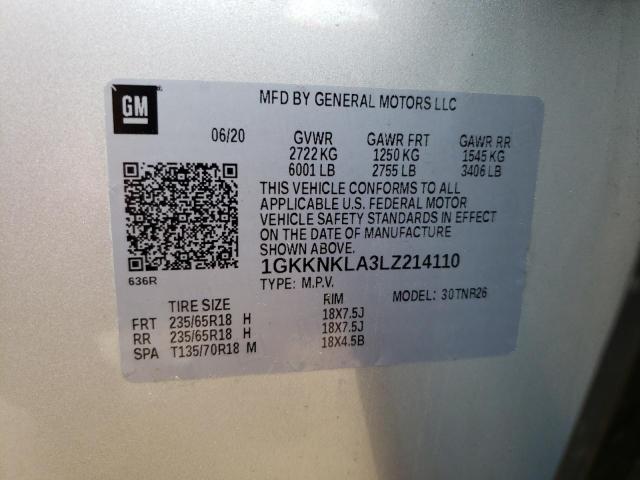 GM
MFD BY GENERAL MOTORS LLC
06/20 GVWR GAWR FRT GAWR RR
2722 KG 1250 KG 1545 KG
6001 LB 2755 LB 3406 LB
THIS VEHICLE CONFORMS TO ALL
APPLICABLE U.S. FEDERAL MOTOR
VEHICLE SAFETY STANDARDS IN EFFECT
ON THE DATE OF MANUFACTURE
SHOWN ABOVE.
636R
1GKKNKLA3LZ214110
TYPE: M.P.V. MODEL: 30TNR26
TIRE SIZE RIM
FRT 235/65R18 H 18X7.5J
RR 235/65R18 H 18X7.5J
SPA T135/70R18 M 18X4.5B